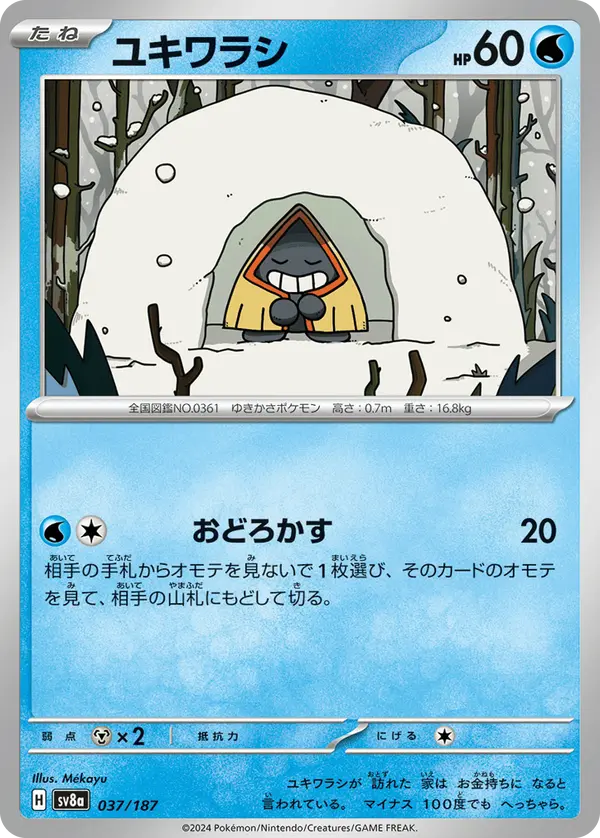 たね
ユキワラシ
HP60
全国図鑑NO.0361 ゆきかさポケモン 高さ:0.7m 重さ:16.8kg
おどろかす 20
相手の手札からオモテを見ないで1枚選び、そのカードのオモテ
を見て、相手の山札にもどして切る。
弱点 ×2 抵抗力 にげる
Illus. Mékayu
H SV8a 037/187
ユキワラシが 訪れた 家は お金持ちに なると
言われている。マイナス 100度でも へっちゃら。
©2024 Pokémon/Nintendo/Creatures/GAME FREAK.